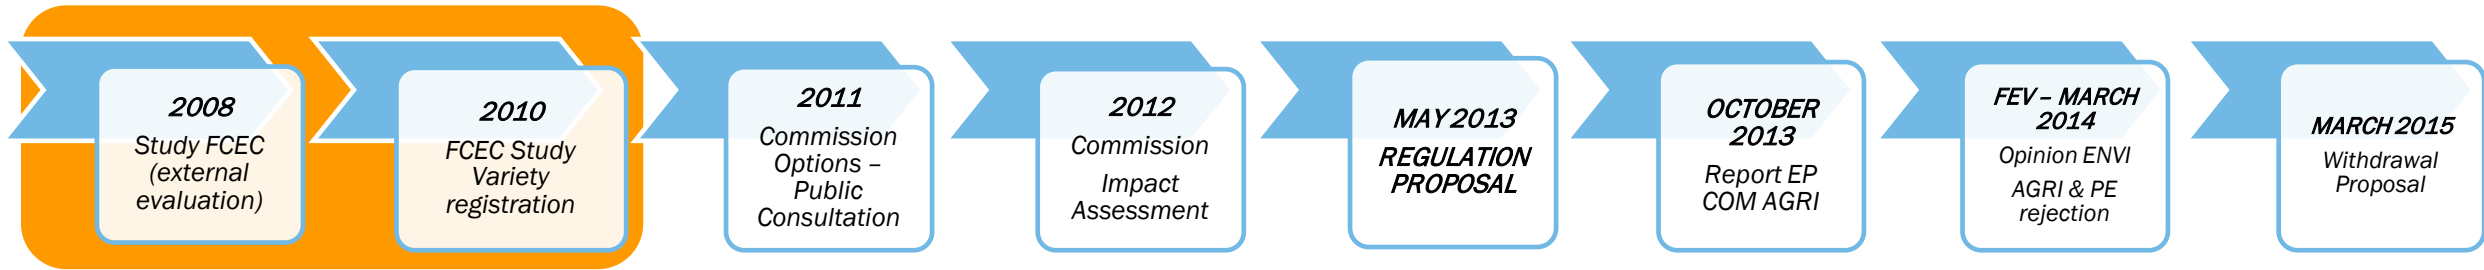 2008
Study FCEC
(external
evaluation)
2010
FCEC Study
Variety
registration
2011
Commission
Options –
Public
Consultation
2012
Commission
Impact
Assessment
MAY 2013
REGULATION
PROPOSAL
OCTOBER
2013
Report EP
COM AGRI
FEV – MARCH
2014
Opinion ENVI
AGRI & PE
rejection
MARCH 2015
Withdrawal
Proposal